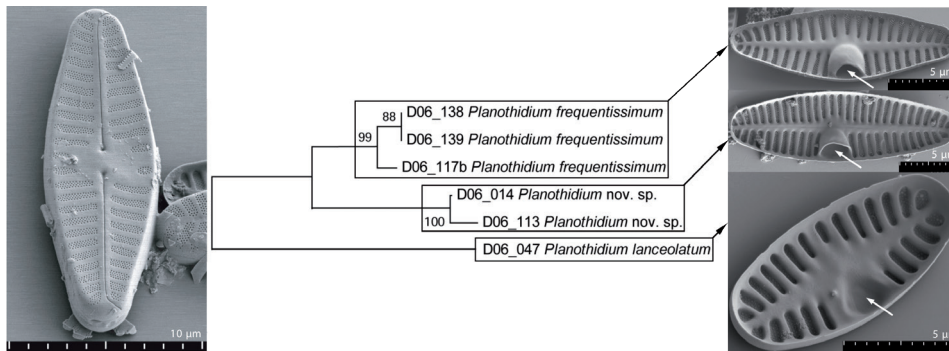 10 µm
88
D06_138 Planothidium frequentissimum
99
D06_139 Planothidium frequentissimum
D06_117b Planothidium frequentissimum
D06_014 Planothidium nov. sp.
100
D06_113 Planothidium nov. sp.
D06_047 Planothidium lanceolatum
5 µm
5 µm
5 µm